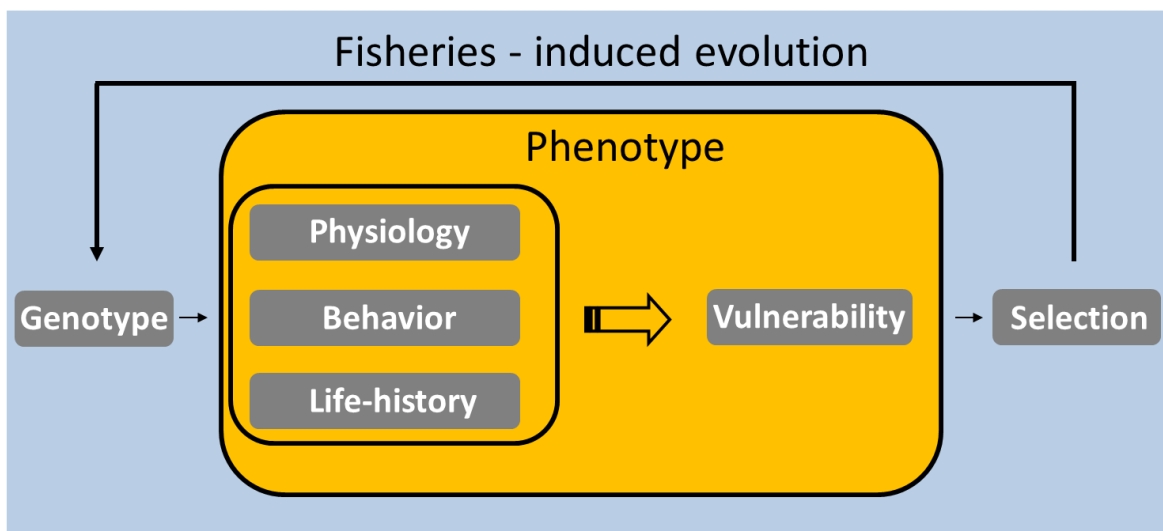 Fisheries - induced evolution
Phenotype
Physiology
Genotype
Behavior
Vulnerability
Selection
Life-history